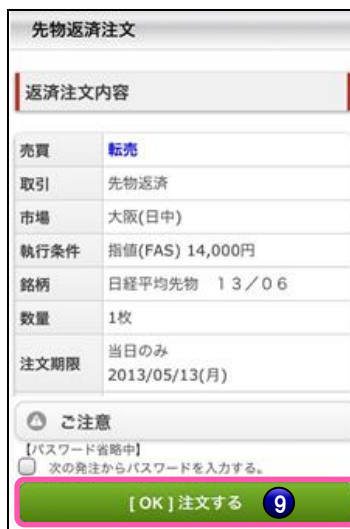 先物返済注文
返済注文内容
売買 転売
取引 先物返済
市場 大阪(日中)
執行条件 指値(FAS) 14,000円
銘柄 日経平均先物 13／06
数量 1枚
注文期限 当日のみ
2013/05/13(月)
ご注意
【パスワード省略中】
次の発注からパスワードを入力する。
[ OK ] 注文する 9